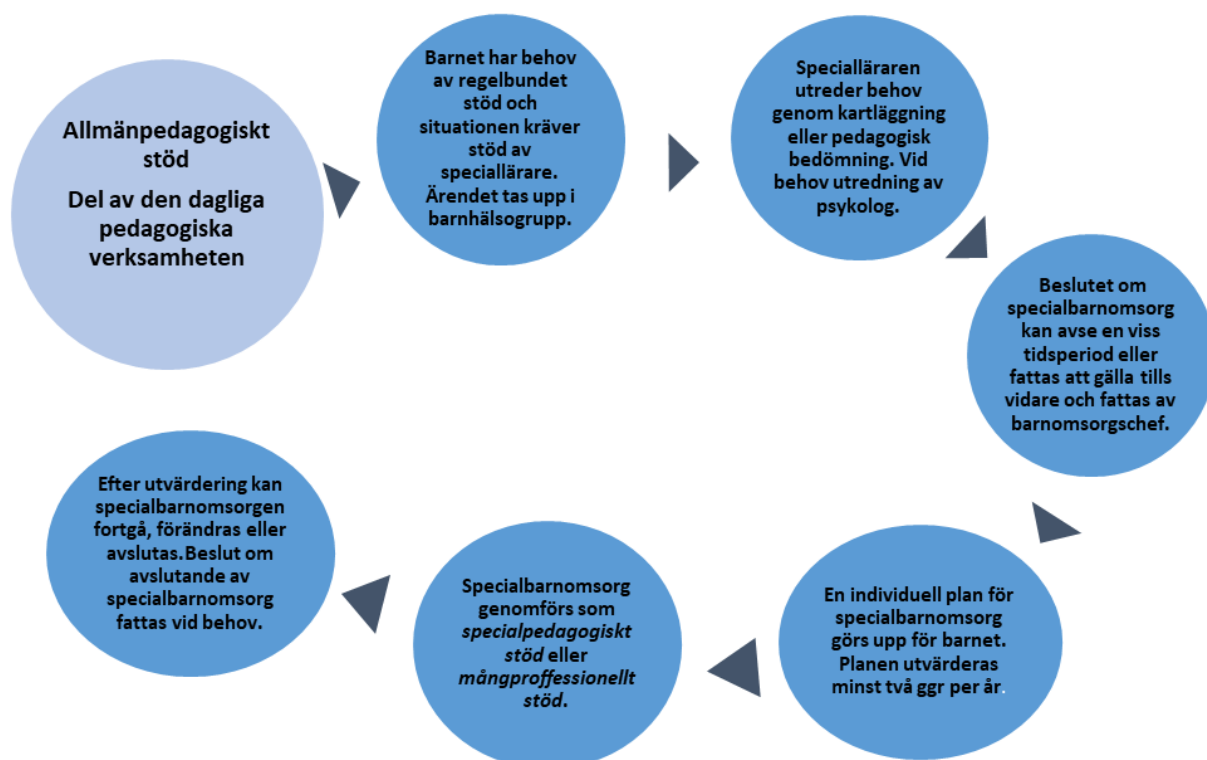 Allmänpedagogiskt
stöd
Del av den dagliga
pedagogiska
verksamheten
Barnet har behov
av regelbundet
stöd och
situationen kräver
stöd av
speciallärare.
Ärendet tas upp i
barnhälsogrupp.
Specialläraren
utreder behov
genom kartläggning
eller pedagogisk
bedömning. Vid
behov utredning av
psykolog.
Beslutet om
specialbarnomsorg
kan avse en viss
tidsperiod eller
fattas att gälla tills
vidare och fattas av
barnomsorgschef.
En individuell plan för
specialbarnomsorg
görs upp för barnet.
Planen utvärderas
minst två ggr per år.
Specialbarnomsorg
genomförs som
specialpedagogiskt
stöd eller
mångproffessionellt
stöd.
Efter utvärdering kan
specialbarnomsorgen
fortgå, förändras eller
avslutas.Beslut om
avslutande av
specialbarnomsorg
fattas vid behov.